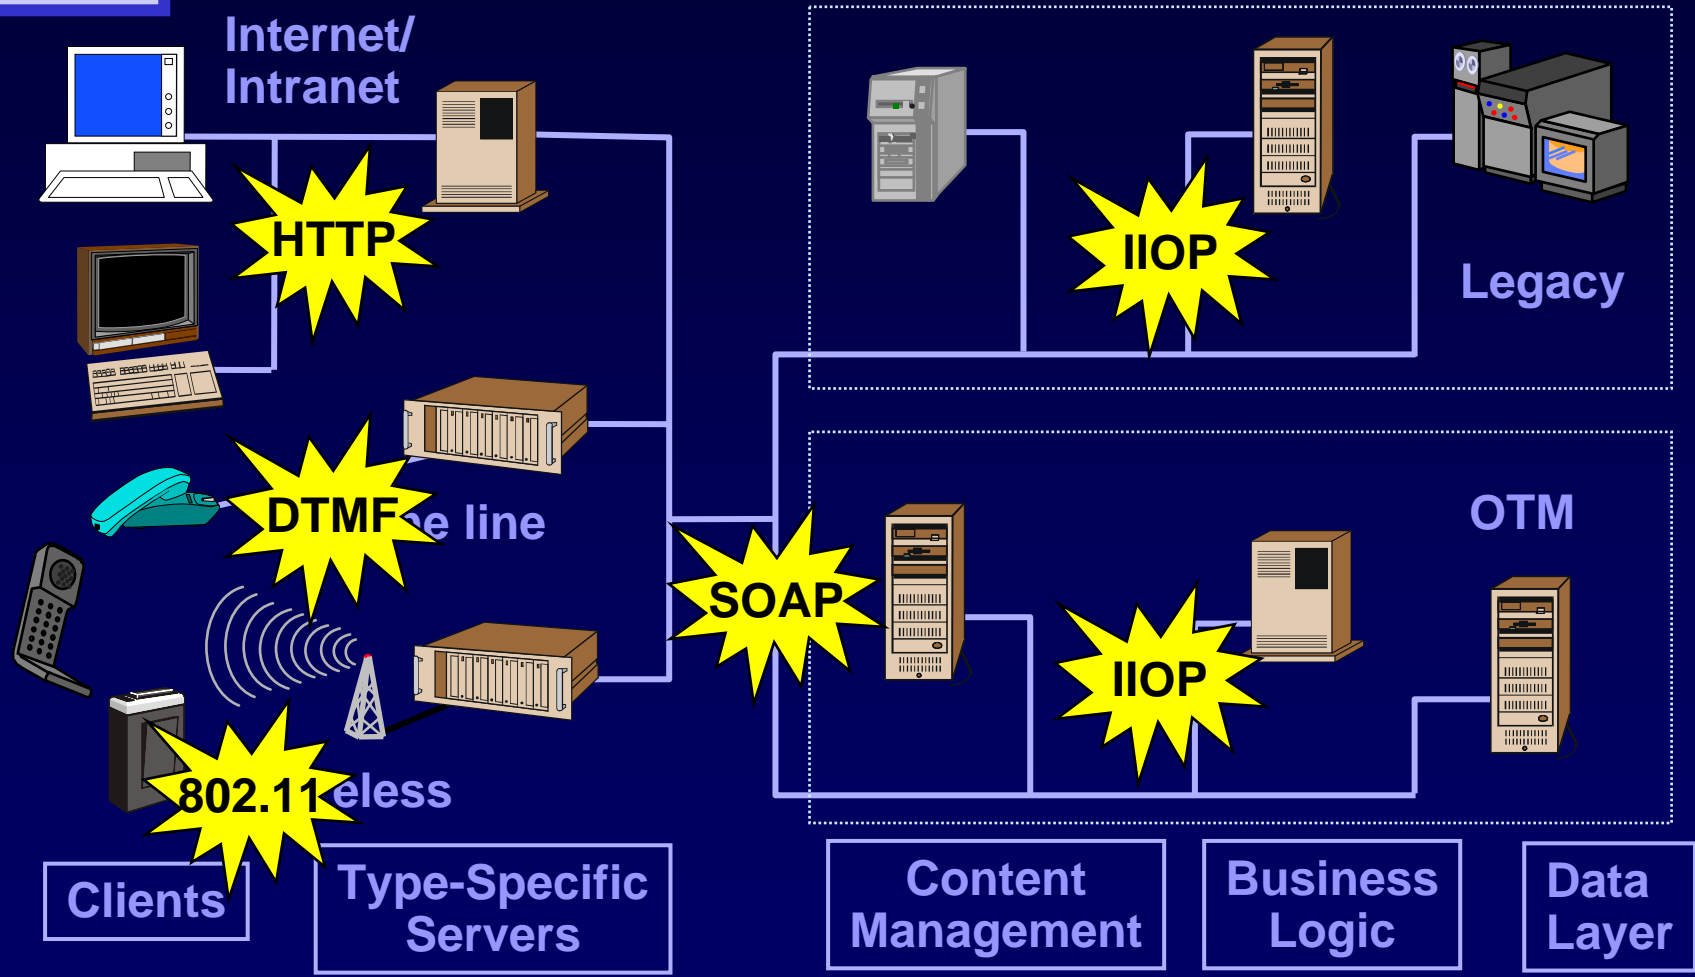 Internet/
Intranet
HTTP
IIOP
Legacy
DTMF
e line
OTM
SOAP
IIOP
802.11
eless
Clients
Type-Specific
Servers
Content
Management
Business
Logic
Data
Layer